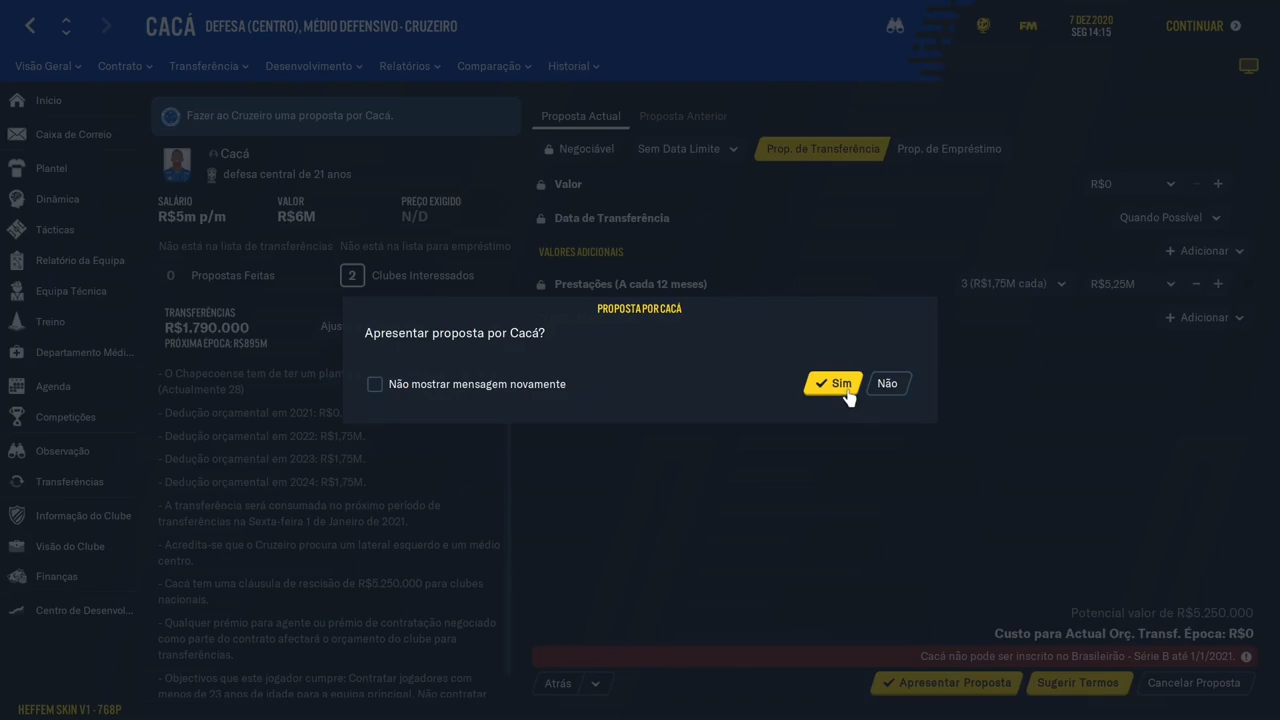 CACÁ DEFESA (CENTRO), MÉDIO DEFENSIVO - CRUZEIRO
FM
7 DEZ 2020
SEG 14:15
CONTINUAR
Visão Geral Contrato Transferência Desenvolvimento Relatórios Comparação Historial
Início
Caixa de Correio
Plantel
Dinâmica
Tácticas
Relatório da Equipa
Equipa Técnica
Treino
Departamento Médi...
Agenda
Competições
Observação
Transferências
Informação do Clube
Visão do Clube
Finanças
Centro de Desenvol...
HEFFEM SKIN V1 - 768P
Fazer ao Cruzeiro uma proposta por Cacá.
Cacá
defesa central de 21 anos
SALÁRIO VALOR PREÇO EXIGIDO
R$5m p/m R$6M N/D
Não está na lista de transferências Não está na lista para empréstimo
0 Propostas Feitas 2 Clubes Interessados
TRANSFERÊNCIAS
R$1.790.000 Ajus
PRÓXIMA ÉPOCA: R$895M
- O Chapecoense tem de ter um plant
(Actualmente 28)
- Dedução orçamental em 2021: R$0.
- Dedução orçamental em 2022: R$1,75M.
- Dedução orçamental em 2023: R$1,75M.
- Dedução orçamental em 2024: R$1,75M.
- A transferência será consumada no próximo período de
transferências na Sexta-feira 1 de Janeiro de 2021.
- Acredita-se que o Cruzeiro procura um lateral esquerdo e um médio
centro.
- Cacá tem uma cláusula de rescisão de R$5.250.000 para clubes
nacionais.
- Qualquer prémio para agente ou prémio de contratação negociado
como parte do contrato afectará o orçamento do clube para
transferências.
- Objectivos que este jogador cumpre: Contratar jogadores com
menos de 23 anos de idade para a equipa principal. Não contratar
Proposta Actual Proposta Anterior
Negociável Sem Data Limite Prop. de Transferência Prop. de Empréstimo
Valor R$0 - +
Data de Transferência Quando Possível
VALORES ADICIONAIS + Adicionar
Prestações (A cada 12 meses) 3 (R$1,75M cada) R$5,25M - +
+ Adicionar
PROPOSTA POR CACÁ
Apresentar proposta por Cacá?
Não mostrar mensagem novamente Sim Não
Potencial valor de R$5.250.000
Custo para Actual Orç. Transf. Época: R$0
Cacá não pode ser inscrito no Brasileirão - Série B até 1/1/2021.
Atrás Apresentar Proposta Sugerir Termos Cancelar Proposta